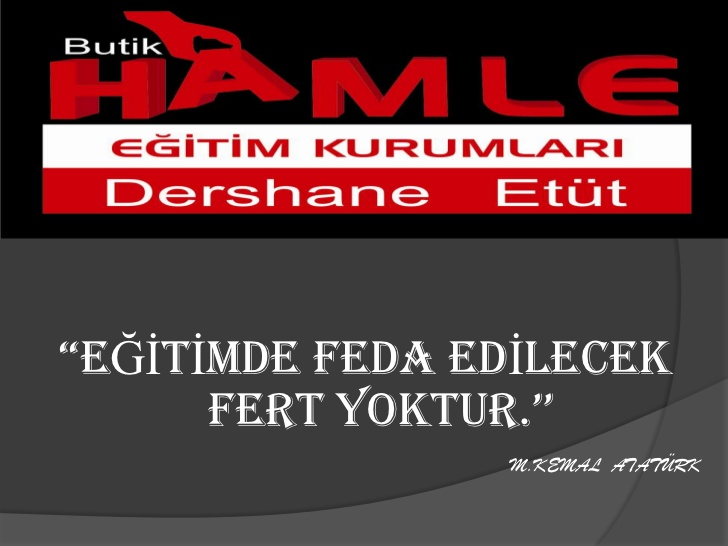 Butik
HAMLE
EĞİTİM KURUMLARI
Dershane Etüt
“EĞİTİMDE FEDA EDİLECEK
FERT YOKTUR.”
M.KEMAL ATATÜRK